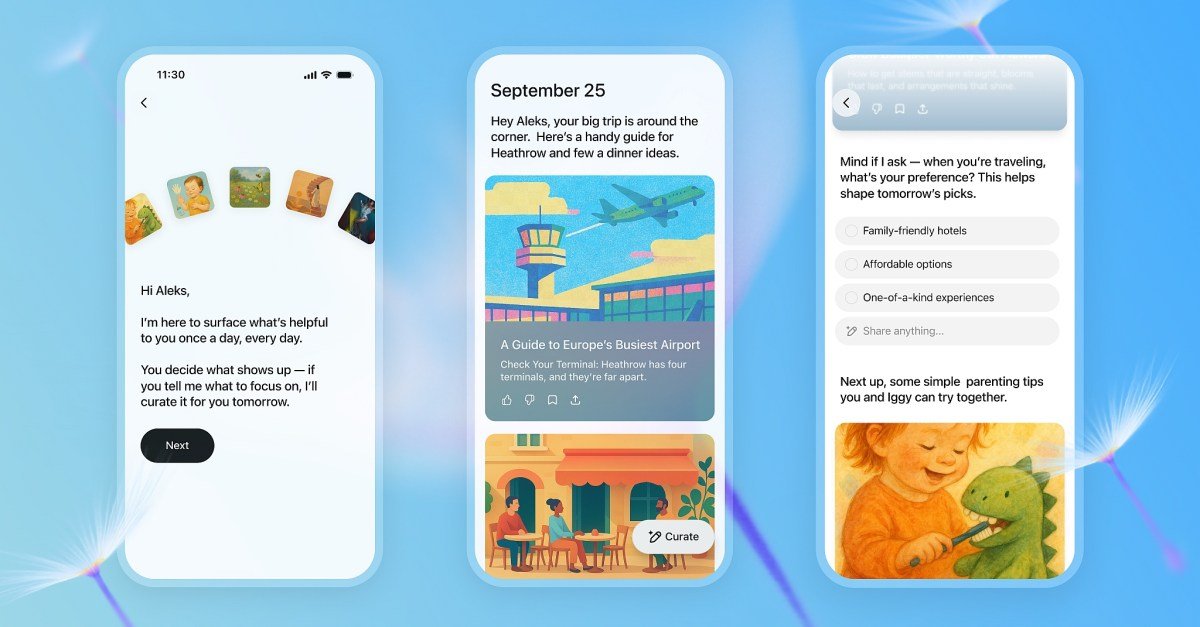 11:30
Hi Aleks,
I’m here to surface what’s helpful
to you once a day, every day.
You decide what shows up — if
you tell me what to focus on, I’ll
curate it for you tomorrow.
Next
September 25
Hey Aleks, your big trip is around the
corner.  Here’s a handy guide for
Heathrow and few a dinner ideas.
A Guide to Europe’s Busiest Airport
Check Your Terminal: Heathrow has four
terminals, and they’re far apart.
Curate
How to get stems that are straight, blooms
that last, and arrangements that shine.
Mind if I ask — when you’re traveling,
what’s your preference? This helps
shape tomorrow’s picks.
Family-friendly hotels
Affordable options
One-of-a-kind experiences
Share anything...
Next up, some simple  parenting tips
you and Iggy can try together.